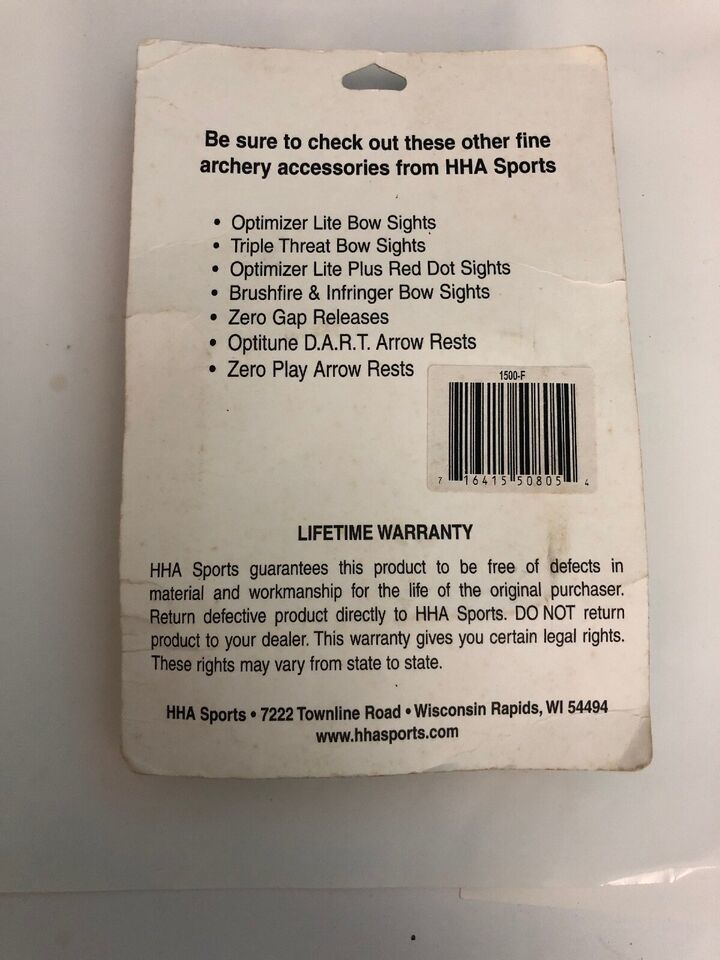 Be sure to check out these other fine
archery accessories from HHA Sports
• Optimizer Lite Bow Sights
• Triple Threat Bow Sights
• Optimizer Lite Plus Red Dot Sights
• Brushfire & Infringer Bow Sights
• Zero Gap Releases
• Optitune D.A.R.T. Arrow Rests
• Zero Play Arrow Rests
1500-F
7 16415 50805 4
LIFETIME WARRANTY
HHA Sports guarantees this product to be free of defects in
material and workmanship for the life of the original purchaser.
Return defective product directly to HHA Sports. DO NOT return
product to your dealer. This warranty gives you certain legal rights.
These rights may vary from state to state.
HHA Sports • 7222 Townline Road • Wisconsin Rapids, WI 54494
www.hhasports.com